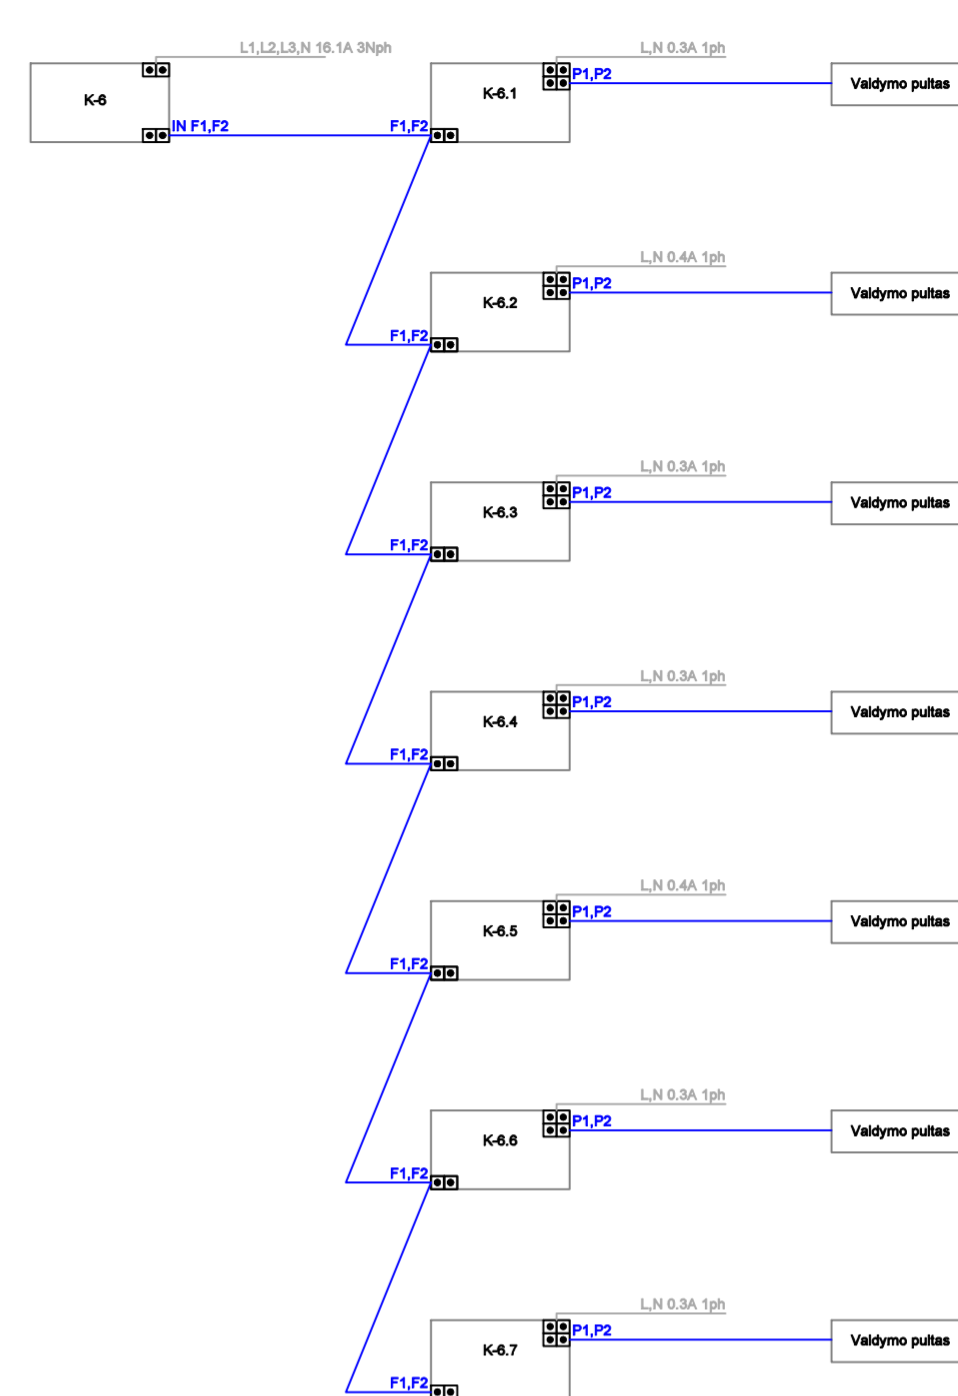 L1,L2,L3,N 16.1A 3Nph
L,N 0.3A 1ph
K-6
K-6.1
P1,P2
Valdymo pultas
IN F1,F2
F1,F2
L,N 0.4A 1ph
K-6.2
P1,P2
Valdymo pultas
F1,F2
L,N 0.3A 1ph
K-6.3
P1,P2
Valdymo pultas
F1,F2
L,N 0.3A 1ph
K-6.4
P1,P2
Valdymo pultas
F1,F2
L,N 0.4A 1ph
K-6.5
P1,P2
Valdymo pultas
F1,F2
L,N 0.3A 1ph
K-6.6
P1,P2
Valdymo pultas
F1,F2
L,N 0.3A 1ph
K-6.7
P1,P2
Valdymo pultas
F1,F2